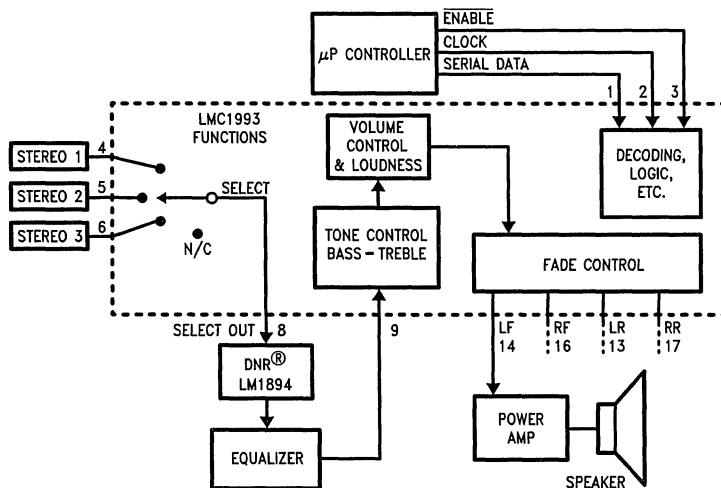 ENABLE
CLOCK
SERIAL DATA
μP CONTROLLER
1 2 3
LMC1993
FUNCTIONS
VOLUME
CONTROL
& LOUDNESS
DECODING,
LOGIC,
ETC.
STEREO 1 4
STEREO 2 5
STEREO 3 6
SELECT
N/C
TONE CONTROL
BASS-TREBLE
FADE CONTROL
SELECT OUT 8
9
LF
14
RF
16
LR
13
RR
17
DNR®
LM1894
EQUALIZER
POWER
AMP
SPEAKER